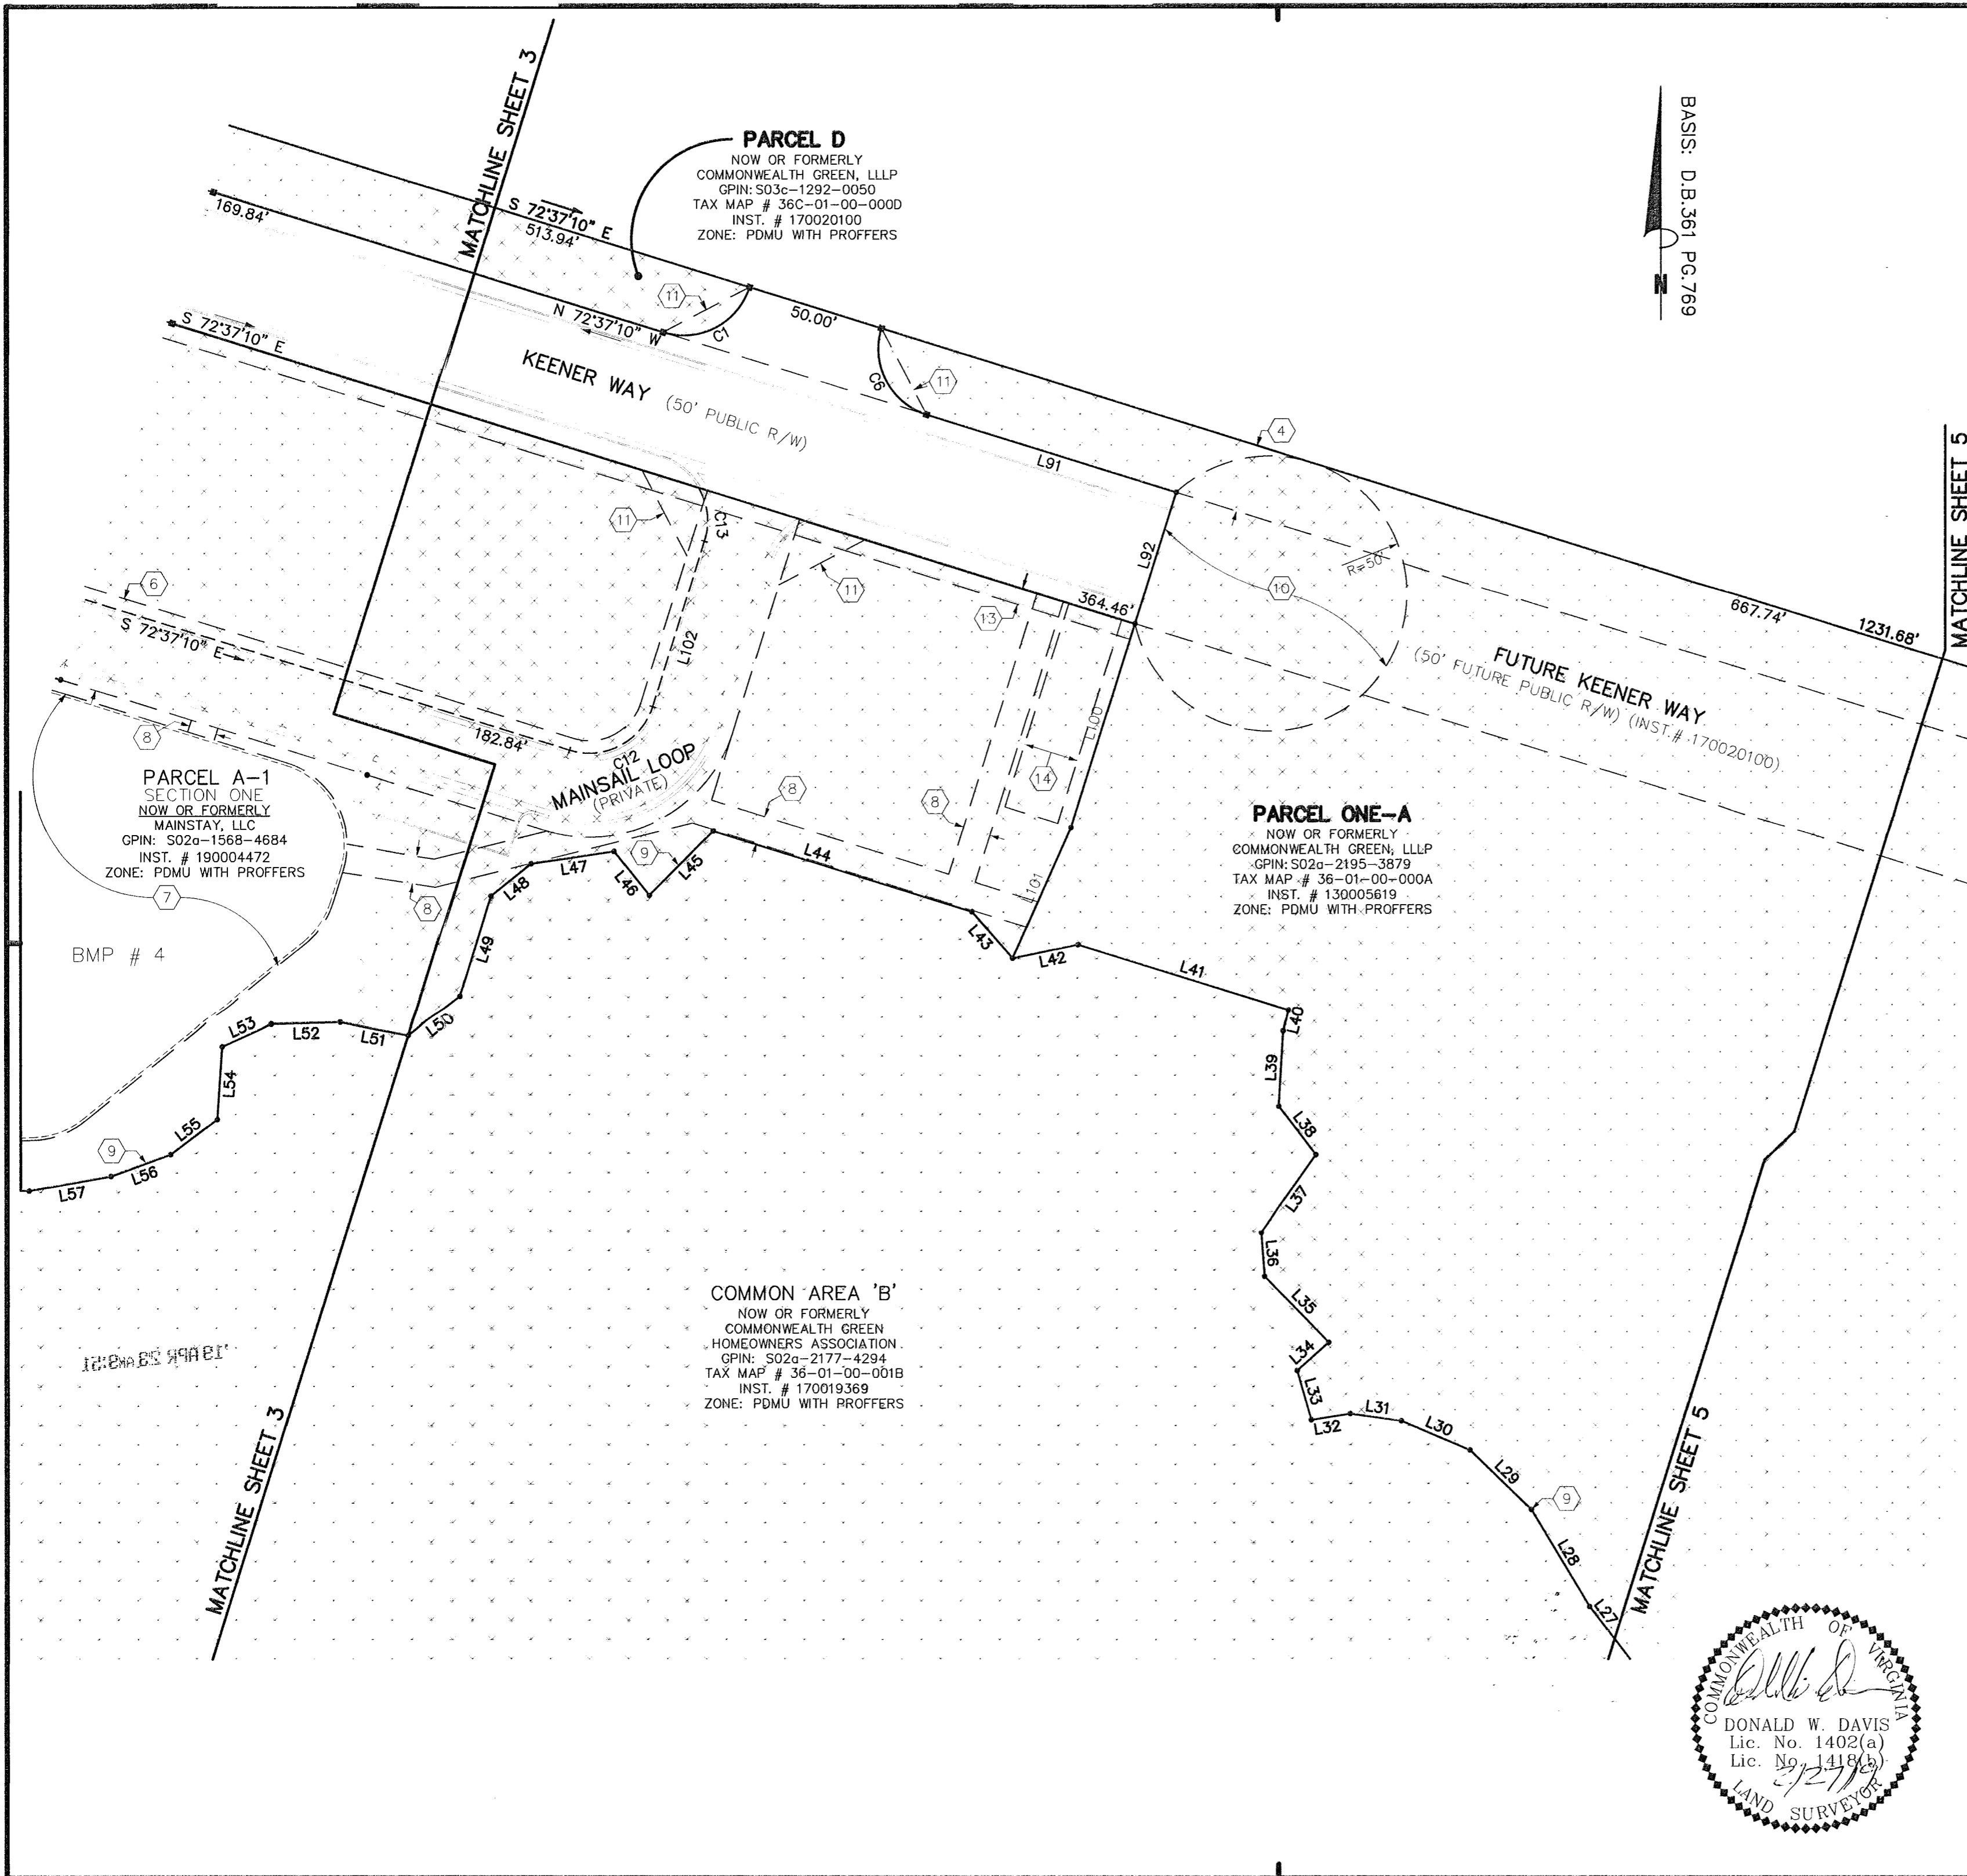 MATCHLINE SHEET 3
PARCEL D
NOW OR FORMERLY
COMMONWEALTH GREEN, LLLP
GPIN: S03c-1292-0050
TAX MAP # 36C-01-00-000D
INST. # 170020100
ZONE: PDMU WITH PROFFERS
BASIS: D.B.361 PG.769
N
169.84'
S 72°37'10" E
513.94'
11
C7
50.00'
N 72°37'10" W
S 72°37'10" E
KEENER WAY (50' PUBLIC R/W)
C6
11
L91
4
MATCHLINE SHEET 5
11
C13
L92
R=50'
10
11
364.46'
13
667.74'
1231.68'
6
S 72°37'10" E
L102
FUTURE KEENER WAY
(50' FUTURE PUBLIC R/W) (INST.# 170020100)
L100
8
182.84'
C12
MAINSAIL LOOP
(PRIVATE)
14
8
8
PARCEL A-1
SECTION ONE
NOW OR FORMERLY
MAINSTAY, LLC
GPIN: S02a-1568-4684
INST. # 190004472
ZONE: PDMU WITH PROFFERS
7
BMP # 4
8
PARCEL ONE-A
NOW OR FORMERLY
COMMONWEALTH GREEN, LLLP
GPIN: S02a-2195-3879
TAX MAP # 36-01-00-000A
INST. # 130005619
ZONE: PDMU WITH PROFFERS
L48
L47
L46
9
L45
L44
L101
L43
L42
L41
L40
L39
L38
L37
L36
L35
L34
L33
L32
L31
L30
L29
9
L28
L27
L49
L50
L51
L52
L53
L54
L55
9
L56
L57
COMMON AREA 'B'
NOW OR FORMERLY
COMMONWEALTH GREEN
HOMEOWNERS ASSOCIATION
GPIN: S02a-2177-4294
TAX MAP # 36-01-00-001B
INST. # 170019369
ZONE: PDMU WITH PROFFERS
'19 APR 23 AM9:51
MATCHLINE SHEET 3
MATCHLINE SHEET 5
COMMONWEALTH OF VIRGINIA
DONALD W. DAVIS
Lic. No. 1402(a)
Lic. No. 1418(b)
LAND SURVEYOR